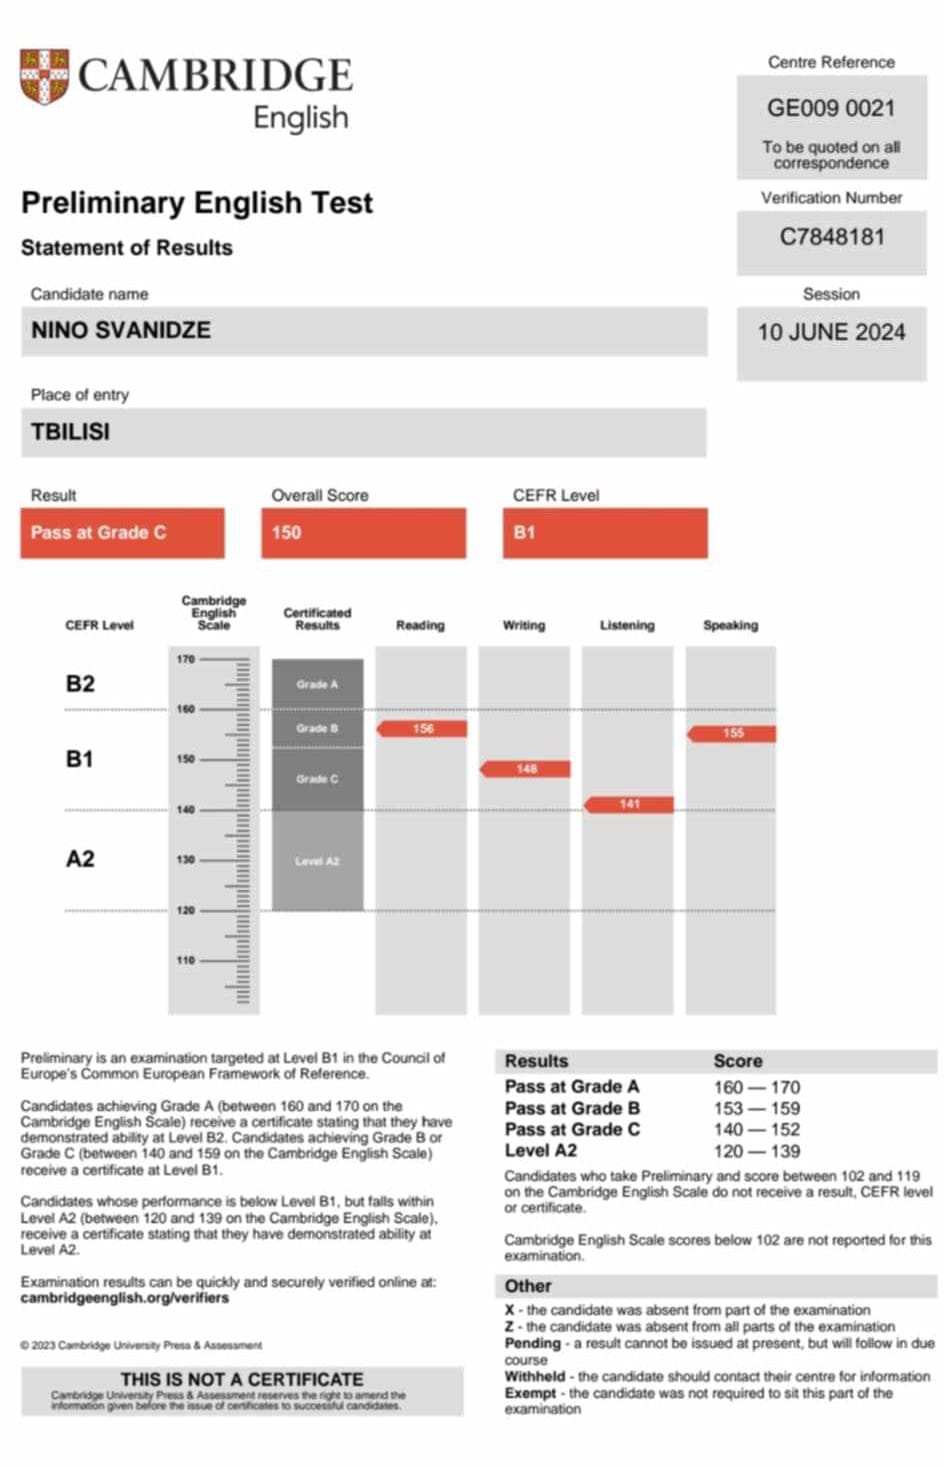 CAMBRIDGE
English
Centre Reference
GE009 0021
To be quoted on all
correspondence
Preliminary English Test
Verification Number
C7848181
Statement of Results
Candidate name
Session
NINO SVANIDZE
10 JUNE 2024
Place of entry
TBILISI
Result
Overall Score
CEFR Level
Pass at Grade C
150
B1
CEFR Level
Cambridge
English
Scale
Certificated
Results
Reading
Writing
Listening
Speaking
170
B2
Grade A
160
Grade B
156
155
B1
150
148
Grade C
141
140
A2
130
Level A2
120
110
Preliminary is an examination targeted at Level B1 in the Council of
Europe's Common European Framework of Reference.
Candidates achieving Grade A (between 160 and 170 on the
Cambridge English Scale) receive a certificate stating that they have
demonstrated ability at Level B2. Candidates achieving Grade B or
Grade C (between 140 and 159 on the Cambridge English Scale)
receive a certificate at Level B1.
Candidates whose performance is below Level B1, but falls within
Level A2 (between 120 and 139 on the Cambridge English Scale),
receive a certificate stating that they have demonstrated ability at
Level A2.
Examination results can be quickly and securely verified online at:
cambridgeenglish.org/verifiers
© 2023 Cambridge University Press & Assessment
THIS IS NOT A CERTIFICATE
Cambridge University Press & Assessment reserves the right to amend the
information given before the issue of certificates to successful candidates.
Results Score
Pass at Grade A 160 — 170
Pass at Grade B 153 — 159
Pass at Grade C 140 — 152
Level A2 120 — 139
Candidates who take Preliminary and score between 102 and 119
on the Cambridge English Scale do not receive a result, CEFR level
or certificate.
Cambridge English Scale scores below 102 are not reported for this
examination.
Other
X - the candidate was absent from part of the examination
Z - the candidate was absent from all parts of the examination
Pending - a result cannot be issued at present, but will follow in due
course
Withheld - the candidate should contact their centre for information
Exempt - the candidate was not required to sit this part of the
examination